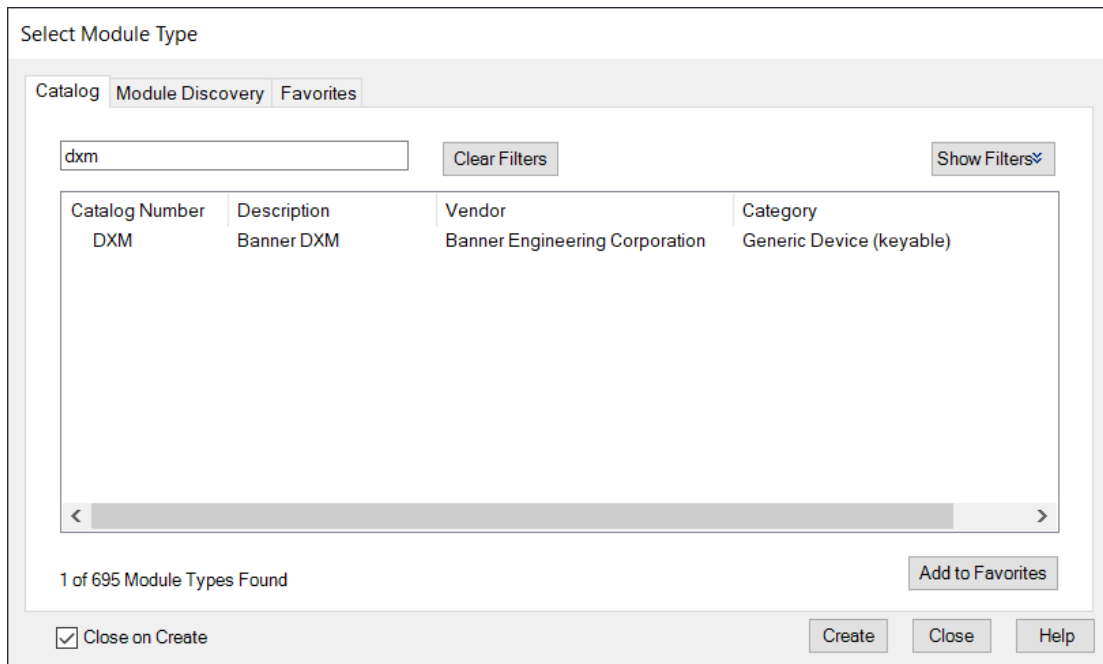 Select Module Type
Catalog Module Discovery Favorites
dxm Clear Filters Show Filters
Catalog Number Description Vendor Category
DXM Banner DXM Banner Engineering Corporation Generic Device (keyable)
1 of 695 Module Types Found Add to Favorites
Close on Create Create Close Help